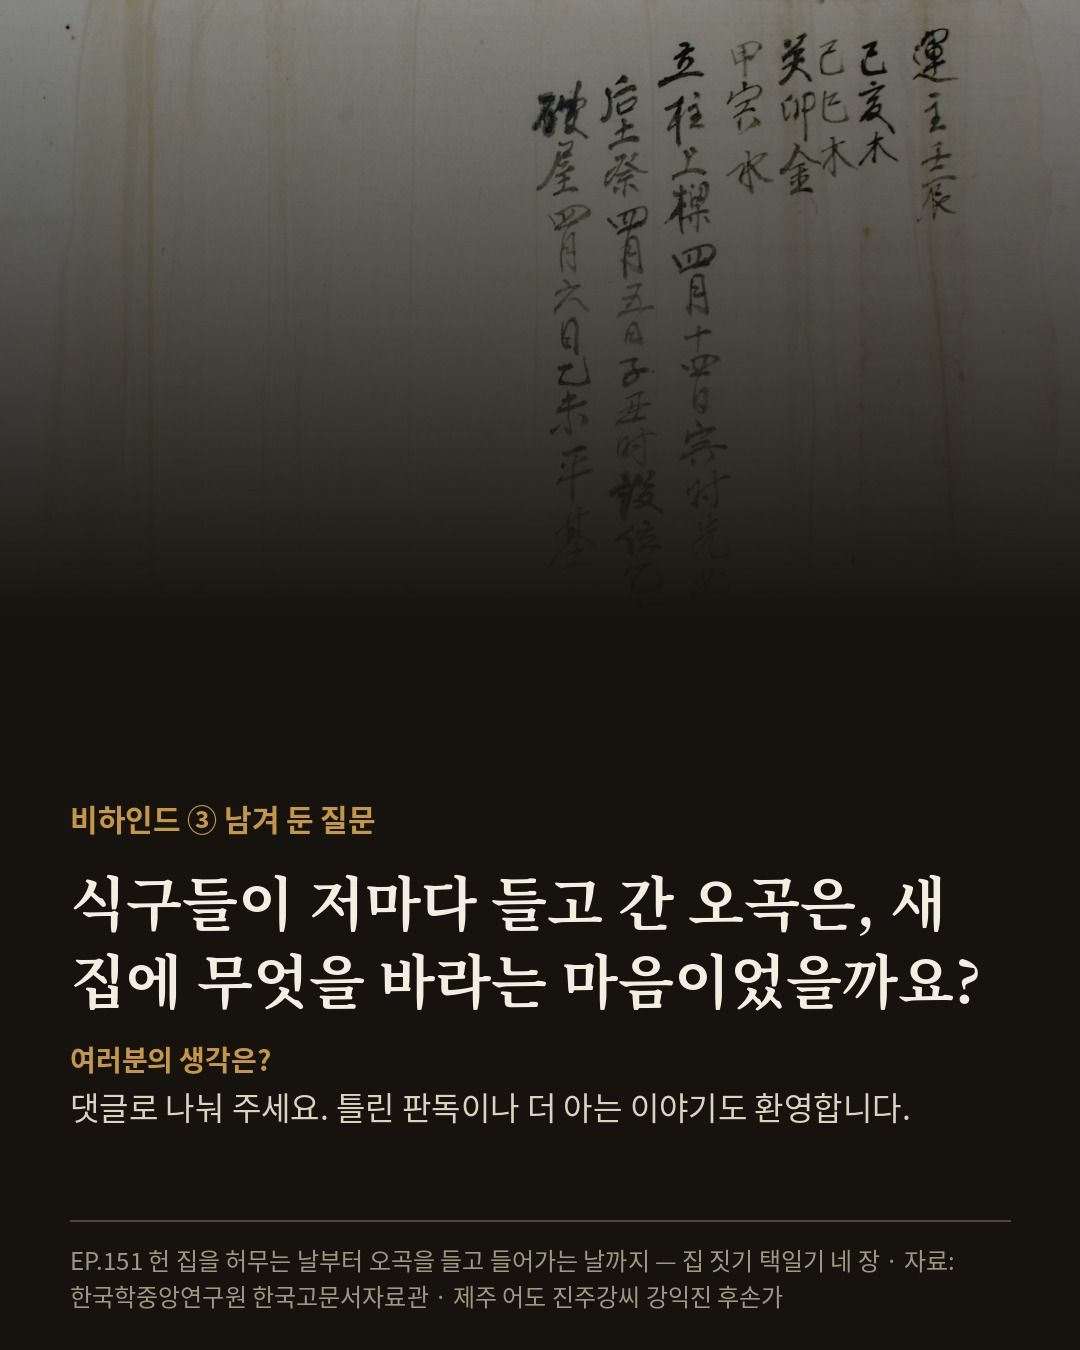 運主壬辰
己亥木
己巳木
癸卯金
甲寅水
立柱上樑四月十四日寅时先
后土祭四月五日子丑时設位
破屋四月六日乙未平基
비하인드 ③ 남겨 둔 질문
식구들이 저마다 들고 간 오곡은, 새
집에 무엇을 바라는 마음이었을까요?
여러분의 생각은?
댓글로 나눠 주세요. 틀린 판독이나 더 아는 이야기도 환영합니다.
EP.151 헌 집을 허무는 날부터 오곡을 들고 들어가는 날까지 — 집 짓기 택일기 네 장 · 자료:
한국학중앙연구원 한국고문서자료관 · 제주 어도 진주강씨 강익진 후손가